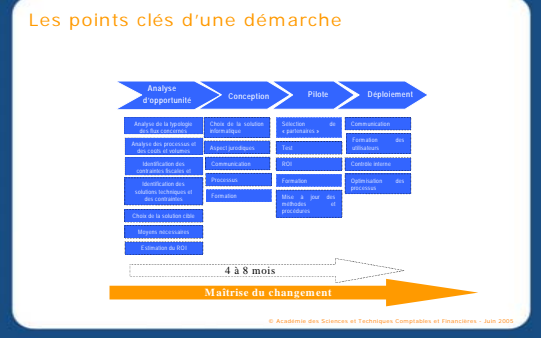 Les points clés d'une démarche
Analyse
d'opportunité
Conception
Pilote
Déploiement
Analyse de la typologie
des flux concernés
Analyse des processus et
des coûts et volumes
Identification des
contraintes fiscales et
Identification des
solutions techniques et
des contraintes
Choix de la solution cible
Moyens nécessaires
Estimation du ROI
Choix de la solution
informatique
Aspect juridiques
Communication
Processus
Formation
Sélection de
« partenaires »
Test
ROI
Formation
Mise à jour des
méthodes et
procédures
Communication
Formation des
utilisateurs
Contrôle interne
Optimisation des
processus
4 à 8 mois
Maîtrise du changement
© Académie des Sciences et Techniques Comptables et Financières - Juin 2005